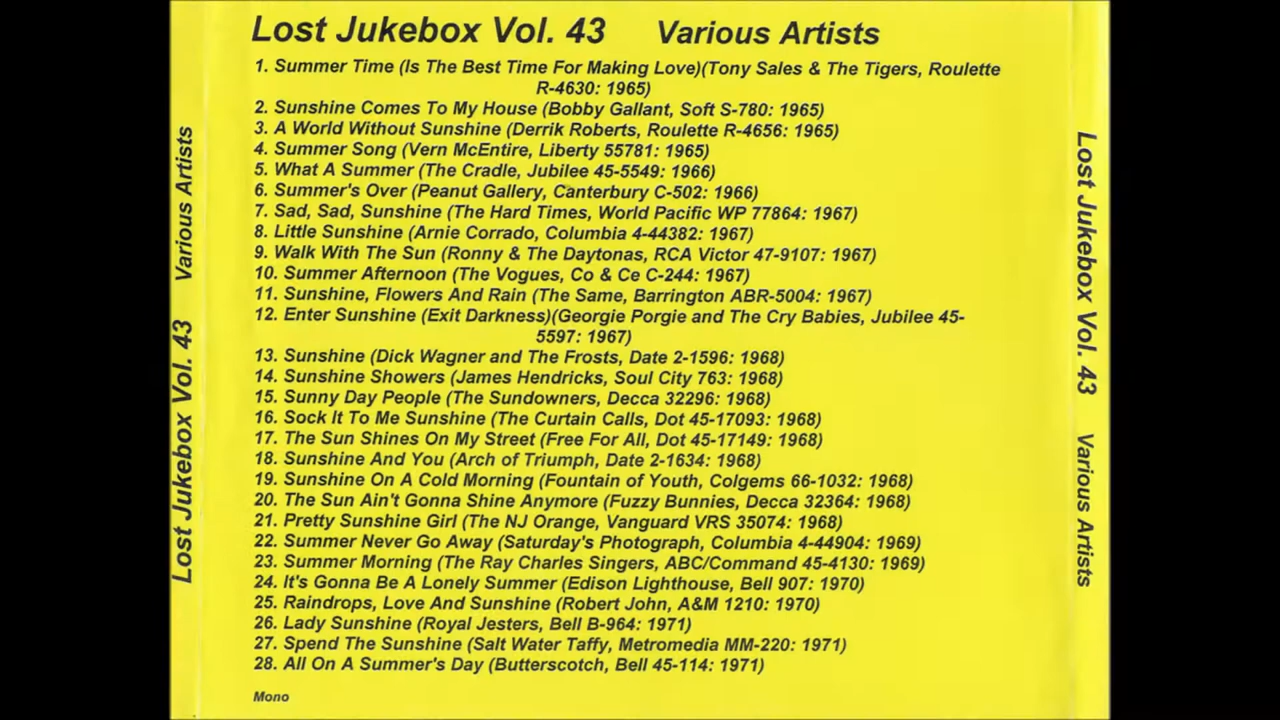 Lost Jukebox Vol. 43 Various Artists
Lost Jukebox Vol. 43 Various Artists
1. Summer Time (Is The Best Time For Making Love)(Tony Sales & The Tigers, Roulette
R-4630: 1965)
2. Sunshine Comes To My House (Bobby Gallant, Soft S-780: 1965)
3. A World Without Sunshine (Derrik Roberts, Roulette R-4656: 1965)
4. Summer Song (Vern McEntire, Liberty 55781: 1965)
5. What A Summer (The Cradle, Jubilee 45-5549: 1966)
6. Summer's Over (Peanut Gallery, Canterbury C-502: 1966)
7. Sad, Sad, Sunshine (The Hard Times, World Pacific WP 77864: 1967)
8. Little Sunshine (Arnie Corrado, Columbia 4-44382: 1967)
9. Walk With The Sun (Ronny & The Daytonas, RCA Victor 47-9107: 1967)
10. Summer Afternoon (The Vogues, Co & Ce C-244: 1967)
11. Sunshine, Flowers And Rain (The Same, Barrington ABR-5004: 1967)
12. Enter Sunshine (Exit Darkness)(Georgie Porgie and The Cry Babies, Jubilee 45-
5597: 1967)
13. Sunshine (Dick Wagner and The Frosts, Date 2-1596: 1968)
14. Sunshine Showers (James Hendricks, Soul City 763: 1968)
15. Sunny Day People (The Sundowners, Decca 32296: 1968)
16. Sock It To Me Sunshine (The Curtain Calls, Dot 45-17093: 1968)
17. The Sun Shines On My Street (Free For All, Dot 45-17149: 1968)
18. Sunshine And You (Arch of Triumph, Date 2-1634: 1968)
19. Sunshine On A Cold Morning (Fountain of Youth, Colgems 66-1032: 1968)
20. The Sun Ain't Gonna Shine Anymore (Fuzzy Bunnies, Decca 32364: 1968)
21. Pretty Sunshine Girl (The NJ Orange, Vanguard VRS 35074: 1968)
22. Summer Never Go Away (Saturday's Photograph, Columbia 4-44904: 1969)
23. Summer Morning (The Ray Charles Singers, ABC/Command 45-4130: 1969)
24. It's Gonna Be A Lonely Summer (Edison Lighthouse, Bell 907: 1970)
25. Raindrops, Love And Sunshine (Robert John, A&M 1210: 1970)
26. Lady Sunshine (Royal Jesters, Bell B-964: 1971)
27. Spend The Sunshine (Salt Water Taffy, Metromedia MM-220: 1971)
28. All On A Summer's Day (Butterscotch, Bell 45-114: 1971)
Mono
Lost Jukebox Vol. 43 Various Artists